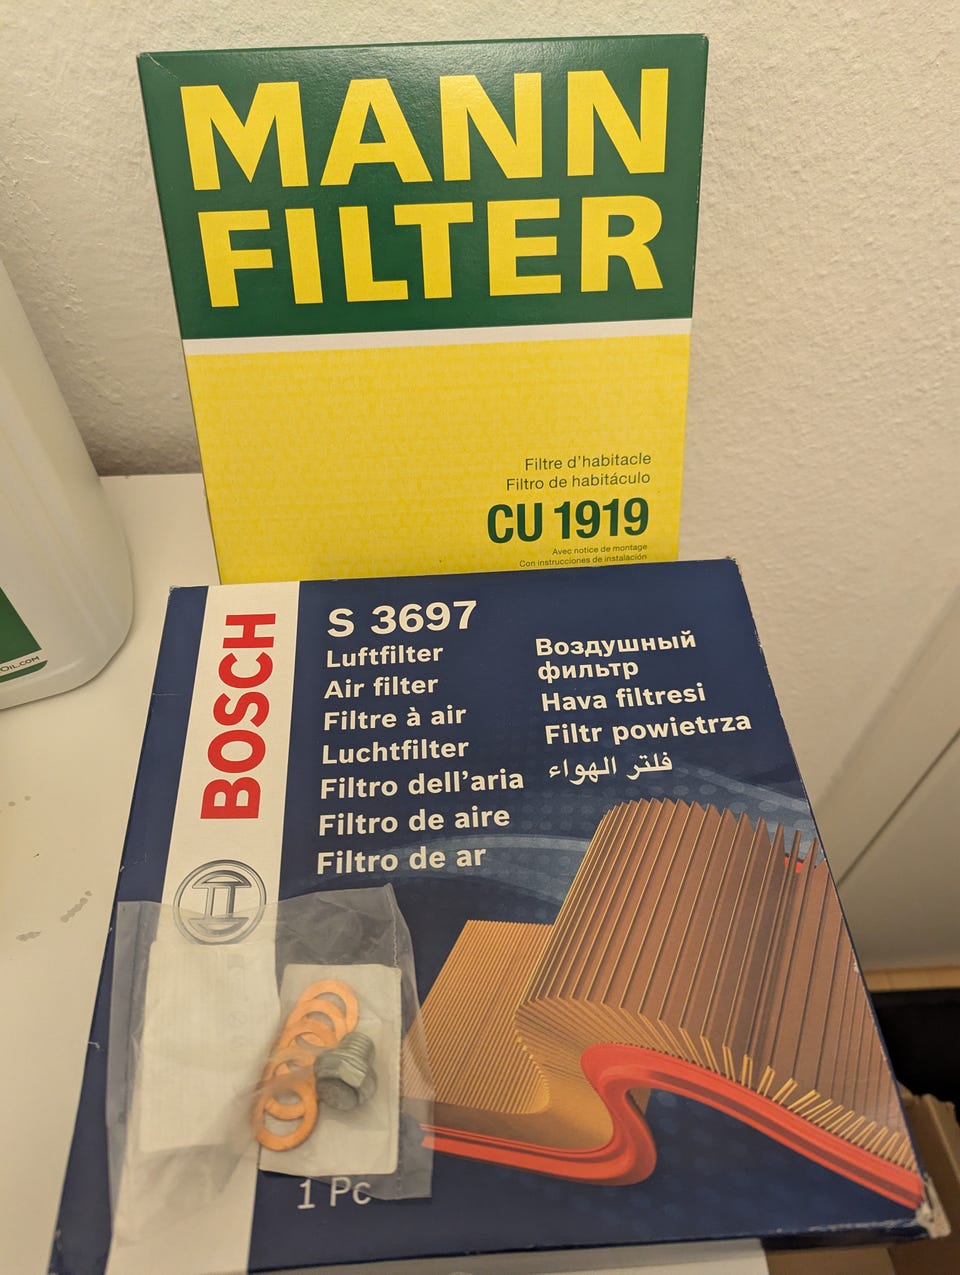 MANN
FILTER
Filtre d'habitacle
Filtro de habitáculo
CU 1919
Avec notice de montage
Con instrucciones de instalación
BOSCH
S 3697
Luftfilter
Air filter
Filtre à air
Luchtfilter
Filtro dell'aria
Filtro de aire
Filtro de ar
Воздушный
фильтр
Hava filtresi
Filtr powietrza
فلتر الهواء
1 Pc
OIL.COM